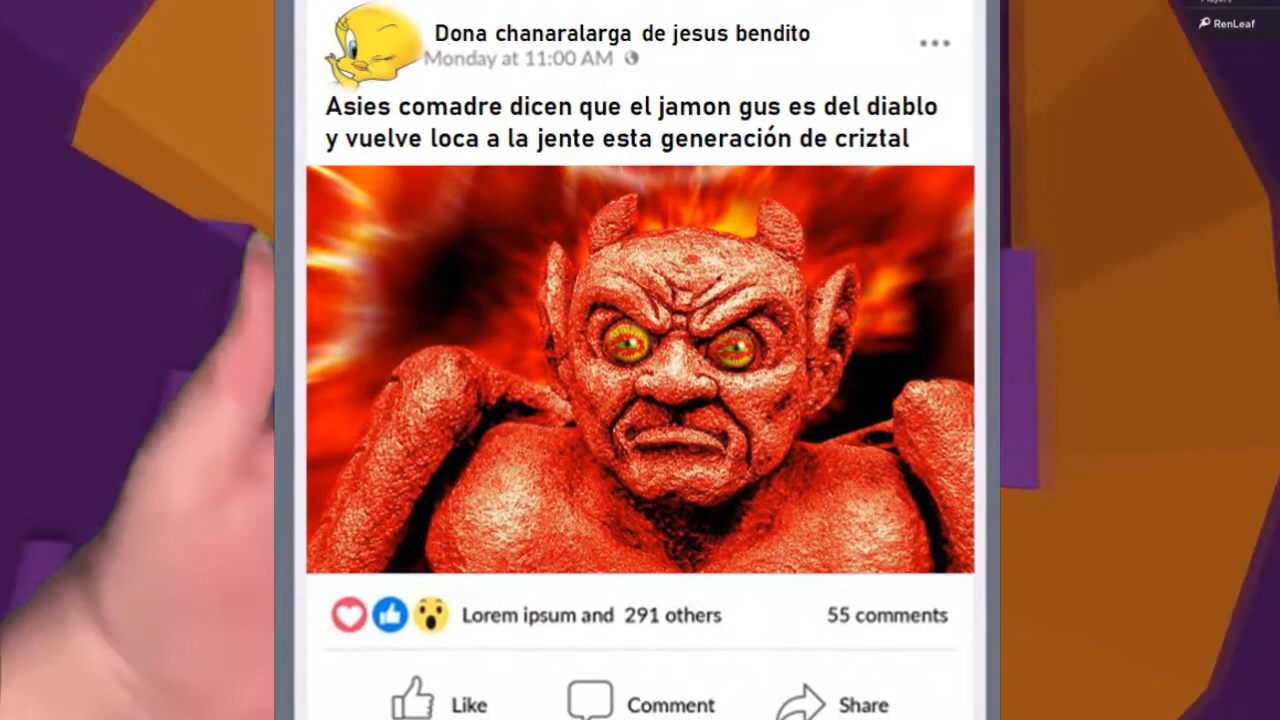 RenLeaf
Dona chanaralarga de jesus bendito
Monday at 11:00 AM
Asies comadre dicen que el jamon gus es del diablo
y vuelve loca a la jente esta generación de criztal
Lorem ipsum and 291 others
55 comments
Like
Comment
Share